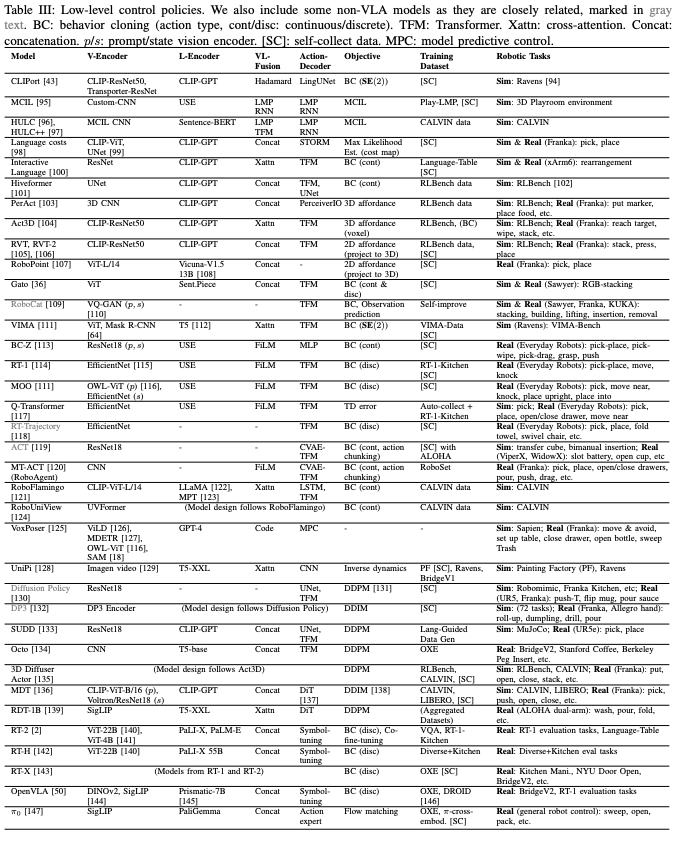 Table III: Low-level control policies. We also include some non-VLA models as they are closely related, marked in gray
text. BC: behavior cloning (action type, cont/disc: continuous/discrete). TFM: Transformer. Xattn: cross-attention. Concat:
concatenation. p/s: prompt/state vision encoder. [SC]: self-collect data. MPC: model predictive control.
Model V-Encoder L-Encoder VL-Fusion Action-Decoder Objective Training Dataset Robotic Tasks
CLIPort [43] CLIP-ResNet50, Transporter-ResNet CLIP-GPT Hadamard LingUNet BC (SE(2)) [SC] Sim: Ravens [94]
MCIL [95] Custom-CNN USE LMP RNN LMP RNN MCIL Play-LMP, [SC] Sim: 3D Playroom environment
HULC [96], HULC++ [97] MCIL CNN Sentence-BERT LMP TFM LMP RNN MCIL CALVIN data Sim: CALVIN
Language costs [98] CLIP-ViT, UNet [99] CLIP-GPT Concat STORM Max Likelihood Est. (cost map) [SC] Sim & Real (Franka): pick, place
Interactive Language [100] ResNet CLIP-GPT Xattn TFM BC (cont) Language-Table [SC] Sim & Real (xArm6): rearrangement
Hiveformer [101] UNet CLIP-GPT Concat TFM, UNet BC (cont) RLBench data Sim: RLBench [102]
PerAct [103] 3D CNN CLIP-GPT Concat PerceiverIO 3D affordance RLBench data Sim: RLBench; Real (Franka): put marker, place food, etc.
Act3D [104] CLIP-ResNet50 CLIP-GPT Xattn TFM 3D affordance (voxel) RLBench, (BC) Sim: RLBench; Real (Franka): reach target, wipe, stack, etc.
RVT, RVT-2 [105], [106] CLIP-ResNet50 CLIP-GPT Concat TFM 2D affordance (project to 3D) RLBench data, [SC] Sim: RLBench; Real (Franka): stack, press, place
RoboPoint [107] ViT-L/14 Vicuna-V1.5 13B [108] Concat - 2D affordance (project to 3D) [SC] Real (Franka): pick, place
Gato [36] ViT Sent.Piece Concat TFM BC (cont & disc) [SC] Sim & Real (Sawyer): RGB-stacking
RoboCat [109] VQ-GAN (p, s) [110] - - TFM BC, Observation prediction Self-improve Sim & Real (Sawyer, Franka, KUKA): stacking, building, lifting, insertion, removal
VIMA [111] ViT, Mask R-CNN [64] T5 [112] Xattn TFM BC (SE(2)) VIMA-Data [SC] Sim (Ravens): VIMA-Bench
BC-Z [113] ResNet18 (p, s) USE FiLM MLP BC (cont) [SC] Real (Everyday Robots): pick-place, pick-wipe, pick-drag, grasp, push
RT-1 [114] EfficientNet [115] USE FiLM TFM BC (disc) RT-1-Kitchen [SC] Real (Everyday Robots): pick-place, move, knock
MOO [111] OWL-ViT (p) [116], EfficientNet (s) USE FiLM TFM BC (disc) [SC] Real (Everyday Robots): pick, move near, knock, place upright, place into
Q-Transformer [117] EfficientNet USE FiLM TFM TD error Auto-collect + RT-1-Kitchen Sim: pick; Real (Everyday Robots): pick, place, open/close drawer, move near
RT-Trajectory [118] EfficientNet - - TFM BC (disc) [SC] Real (Everyday Robots): pick, place, fold towel, swivel chair, etc.
ACT [119] ResNet18 - - CVAE-TFM BC (cont, action chunking) [SC] with ALOHA Sim: transfer cube, bimanual insertion; Real (ViperX, WidowX): slot battery, open cup, etc
MT-ACT [120] (RoboAgent) CNN - FiLM CVAE-TFM BC (cont, action chunking) RoboSet Real (Franka): pick, place, open/close drawers, pour, push, drag, etc.
RoboFlamingo [121] CLIP-ViT-L/14 LLaMA [122], MPT [123] Xattn LSTM, TFM BC (cont) CALVIN data Sim: CALVIN
RoboUniView [124] UVFormer (Model design follows RoboFlamingo) BC (cont) CALVIN data Sim: CALVIN
VoxPoser [125] ViLD [126], MDETR [127], OWL-ViT [116], SAM [18] GPT-4 Code MPC - - Sim: Sapien; Real (Franka): move & avoid, set up table, close drawer, open bottle, sweep Trash
UniPi [128] Imagen video [129] T5-XXL Xattn CNN Inverse dynamics PF [SC], Ravens, BridgeV1 Sim: Painting Factory (PF), Ravens
Diffusion Policy [130] ResNet18 - - UNet, TFM DDPM [131] [SC] Sim: Robomimic, Franka Kitchen, etc; Real (UR5, Franka): push-T, flip mug, pour sauce
DP3 [132] DP3 Encoder (Model design follows Diffusion Policy) DDIM [SC] Sim: (72 tasks); Real (Franka, Allegro hand): roll-up, dumpling, drill, pour
SUDD [133] ResNet18 CLIP-GPT Concat UNet, TFM DDPM Lang-Guided Data Gen Sim: MuJoCo; Real (UR5e): pick, place
Octo [134] CNN T5-base Concat TFM DDPM OXE Real: BridgeV2, Stanford Coffee, Berkeley Peg Insert, etc.
3D Diffuser Actor [135] (Model design follows Act3D) DDPM RLBench, CALVIN, [SC] Sim: RLBench, CALVIN; Real (Franka): put, open, close, stack, etc.
MDT [136] CLIP-ViT-B/16 (p), Voltron/ResNet18 (s) CLIP-GPT Concat DiT [137] DDIM [138] CALVIN, LIBERO, [SC] Sim: CALVIN, LIBERO; Real (Franka): pick, push, open, close, etc.
RDT-1B [139] SigLIP T5-XXL Xattn DiT DDPM (Aggregated Datasets) Real (ALOHA dual-arm): wash, pour, fold, etc.
RT-2 [2] ViT-22B [140], ViT-4B [141] PaLI-X, PaLM-E Concat Symbol-tuning BC (disc), Co-fine-tuning VQA, RT-1-Kitchen Real: RT-1 evaluation tasks, Language-Table
RT-H [142] ViT-22B [140] PaLI-X 55B Concat Symbol-tuning BC (disc) Diverse+Kitchen Real: Diverse+Kitchen eval tasks
RT-X [143] (Models from RT-1 and RT-2) BC (disc) OXE [SC] Real: Kitchen Mani., NYU Door Open, BridgeV2, etc.
OpenVLA [50] DINOv2, SigLIP [144] Prismatic-7B [145] Concat Symbol-tuning BC (disc) OXE, DROID [146] Real: BridgeV2, RT-1 evaluation tasks
π0 [147] SigLIP PaliGemma Concat Action expert Flow matching OXE, π-cross-embod. [SC] Real (general robot control): sweep, open, pack, etc.